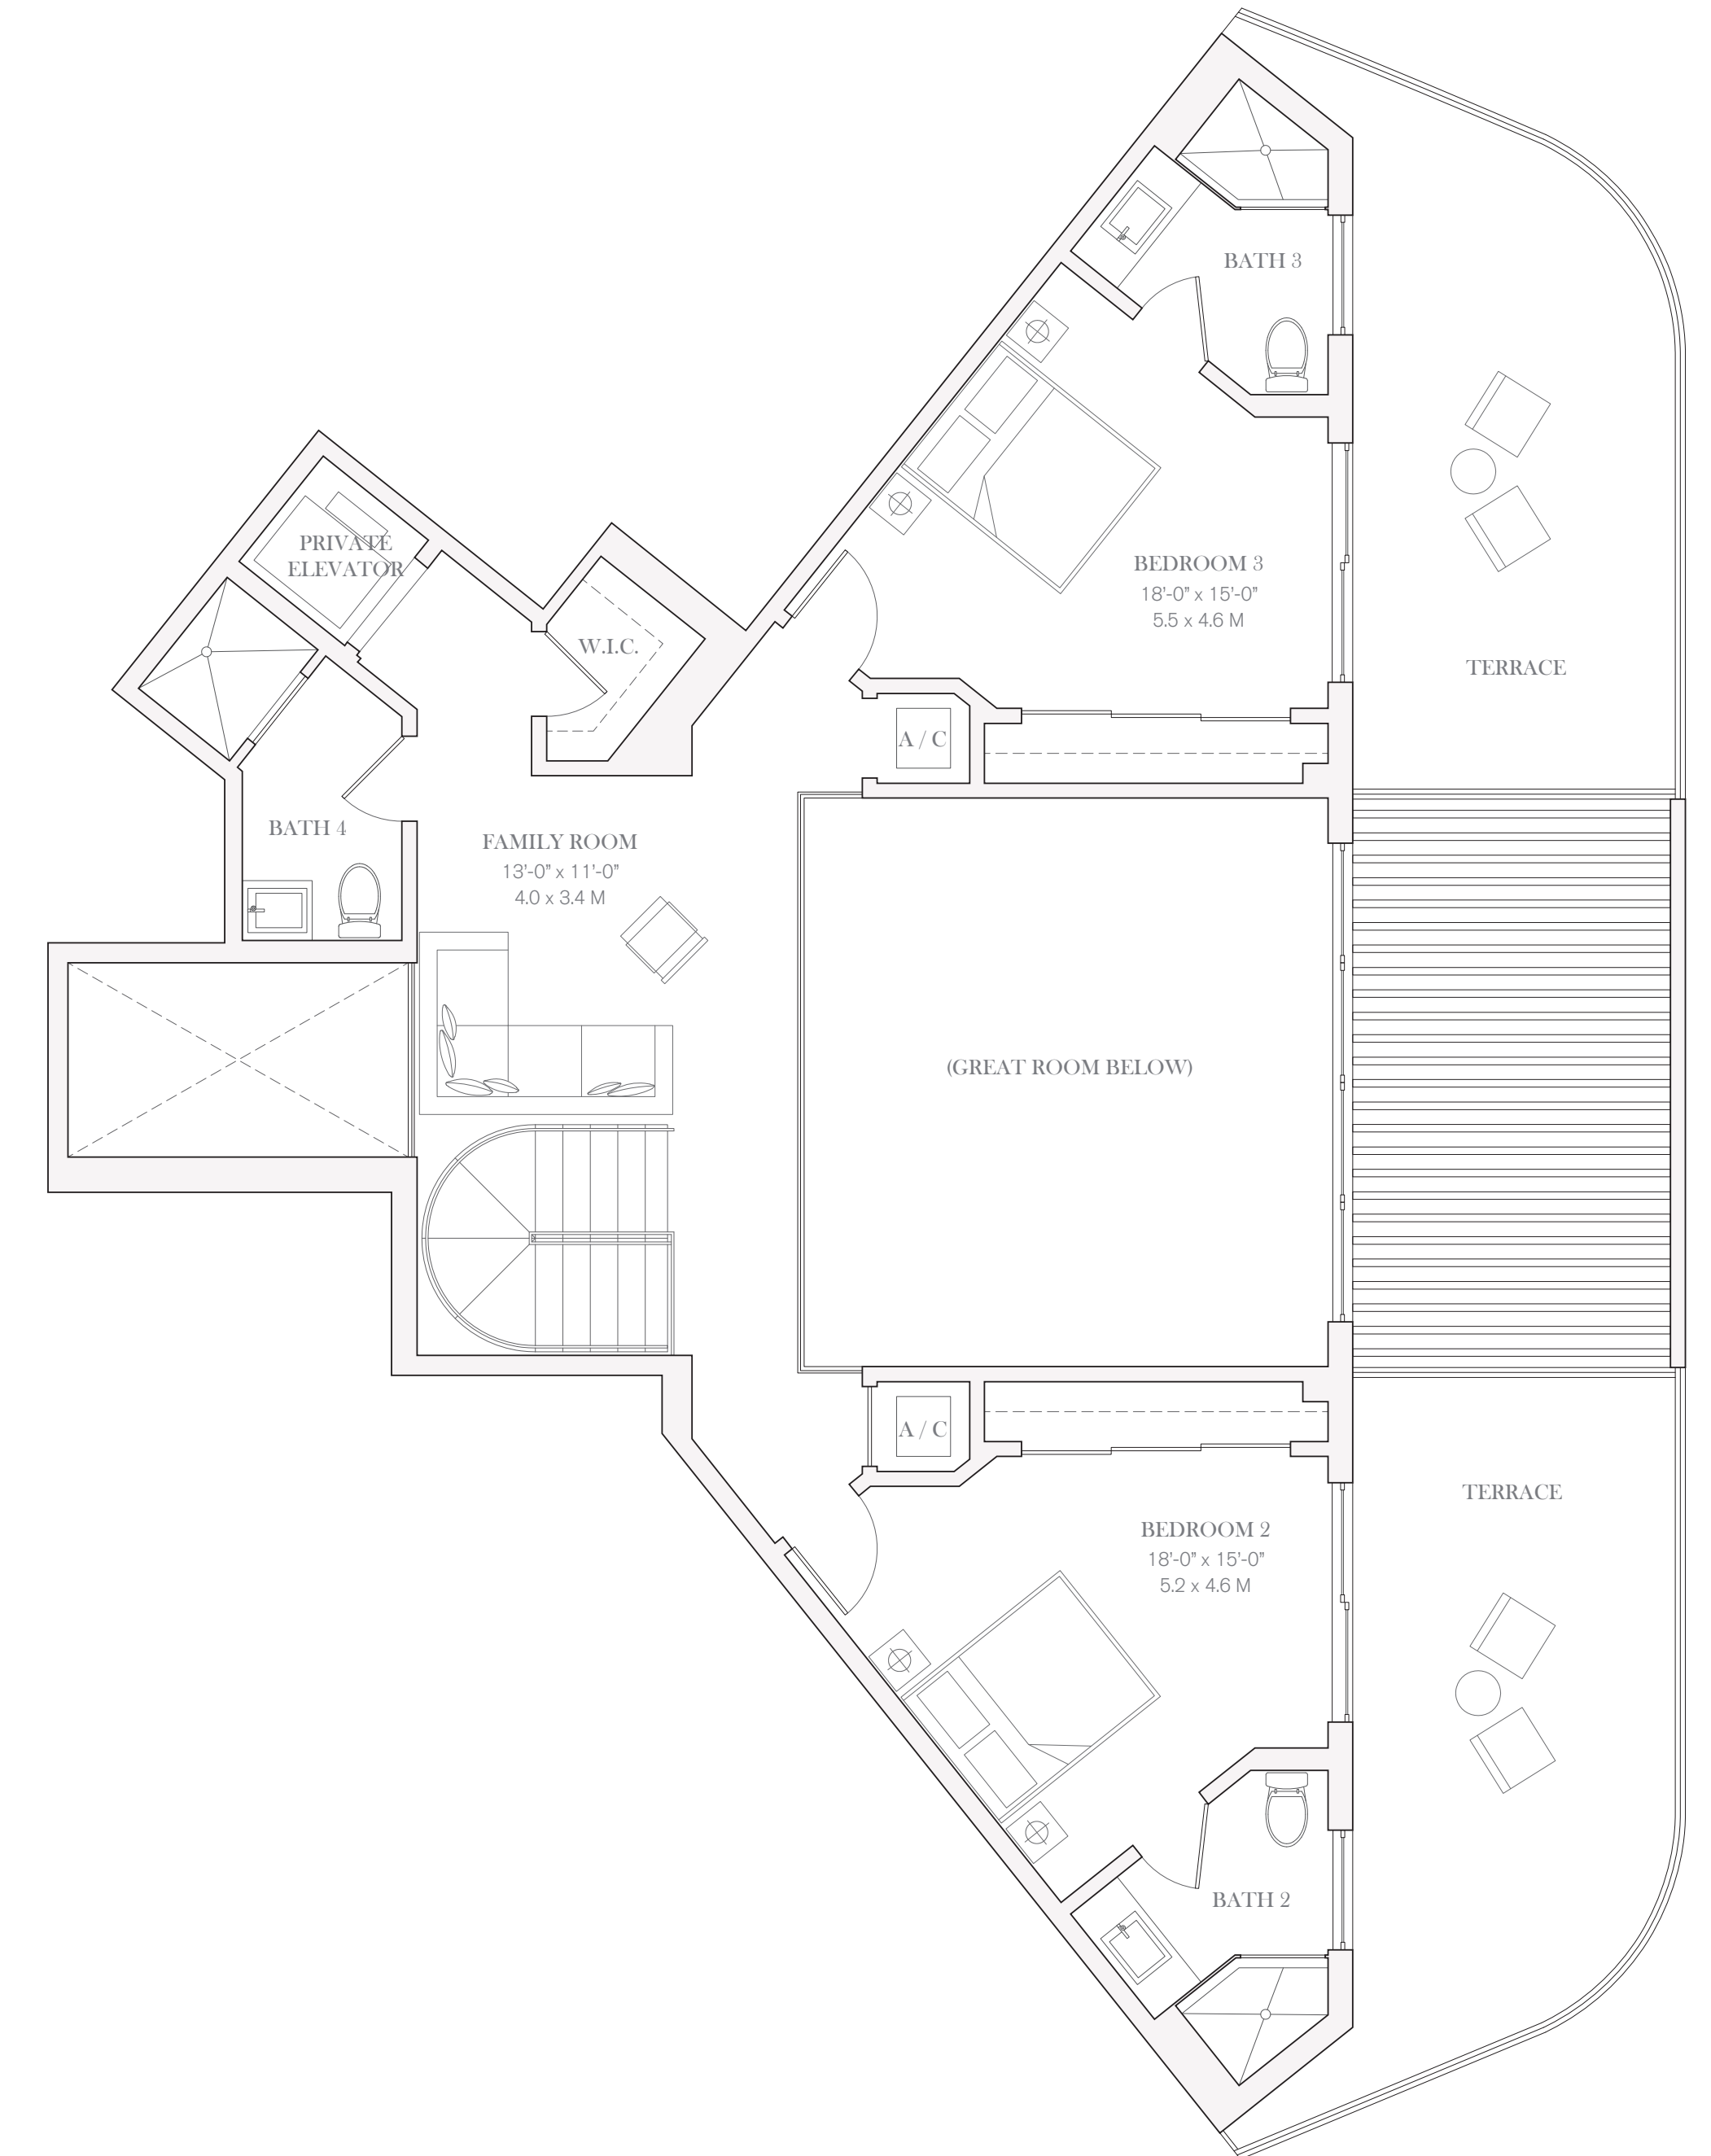 BATH 3
PRIVATE
ELEVATOR
BEDROOM 3
18'-0" x 15'-0"
5.5 x 4.6 M
W.I.C.
TERRACE
A / C
BATH 4
FAMILY ROOM
13'-0" x 11'-0"
4.0 x 3.4 M
(GREAT ROOM BELOW)
A / C
TERRACE
BEDROOM 2
18'-0" x 15'-0"
5.2 x 4.6 M
BATH 2